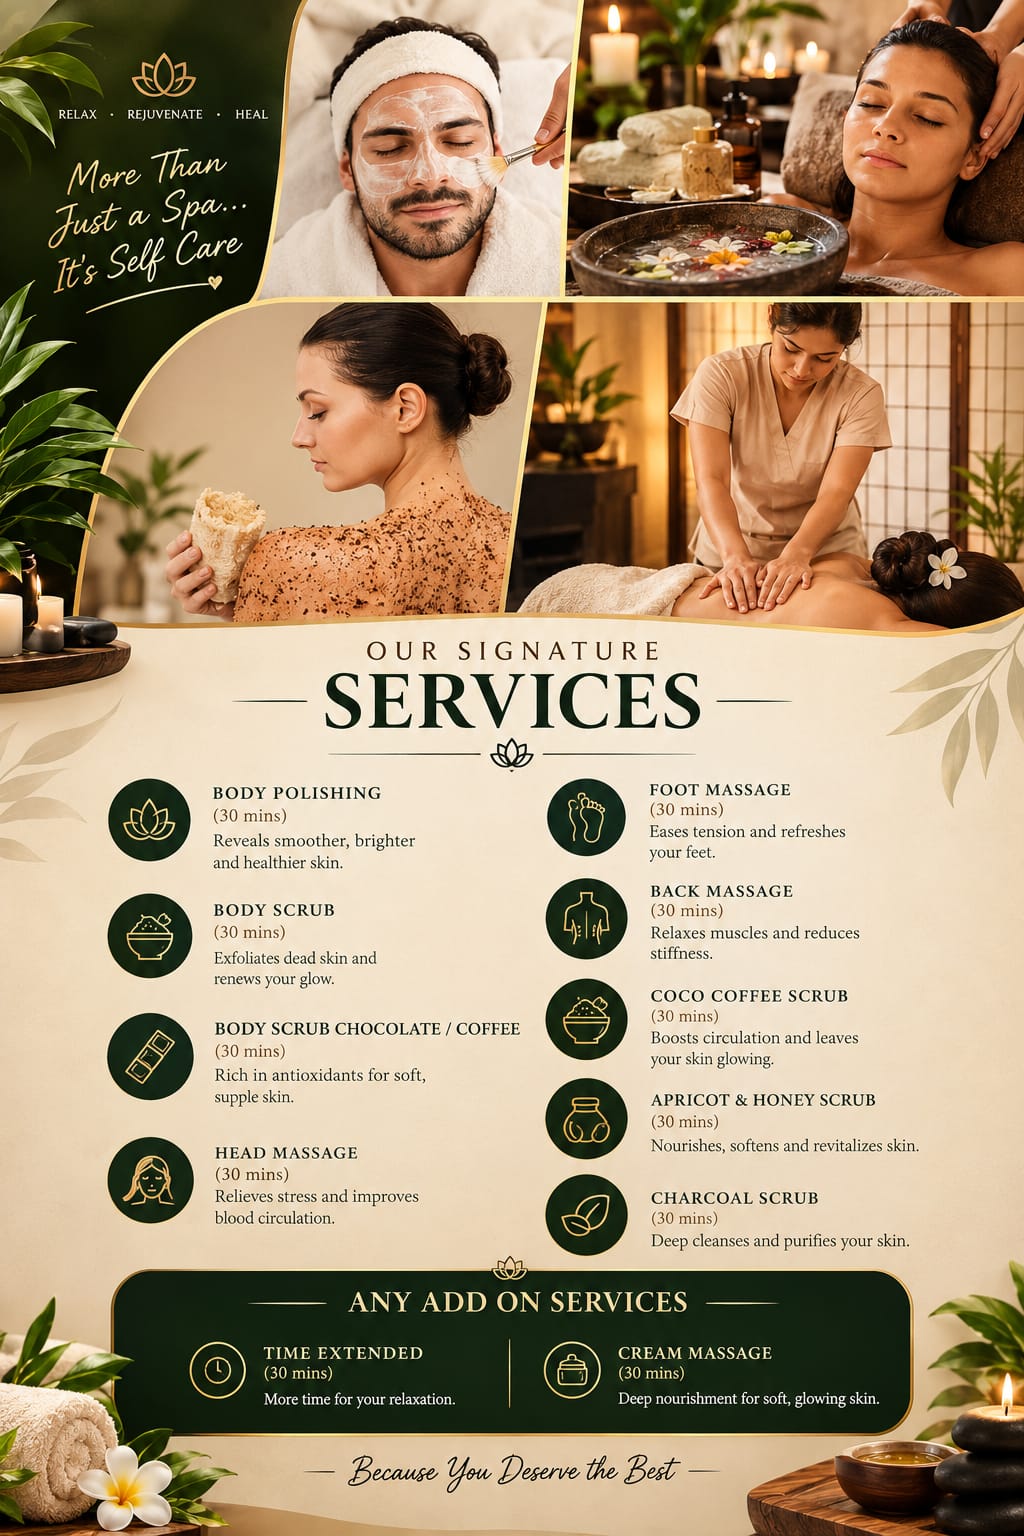 RELAX · REJUVENATE · HEAL
More Than
Just a Spa...
It's Self Care
OUR SIGNATURE
SERVICES
BODY POLISHING
(30 mins)
Reveals smoother, brighter
and healthier skin.
BODY SCRUB
(30 mins)
Exfoliates dead skin and
renews your glow.
BODY SCRUB CHOCOLATE / COFFEE
(30 mins)
Rich in antioxidants for soft,
supple skin.
HEAD MASSAGE
(30 mins)
Relieves stress and improves
blood circulation.
FOOT MASSAGE
(30 mins)
Eases tension and refreshes
your feet.
BACK MASSAGE
(30 mins)
Relaxes muscles and reduces
stiffness.
COCO COFFEE SCRUB
(30 mins)
Boosts circulation and leaves
your skin glowing.
APRICOT & HONEY SCRUB
(30 mins)
Nourishes, softens and revitalizes skin.
CHARCOAL SCRUB
(30 mins)
Deep cleanses and purifies your skin.
ANY ADD ON SERVICES
TIME EXTENDED
(30 mins)
More time for your relaxation.
CREAM MASSAGE
(30 mins)
Deep nourishment for soft, glowing skin.
Because You Deserve the Best